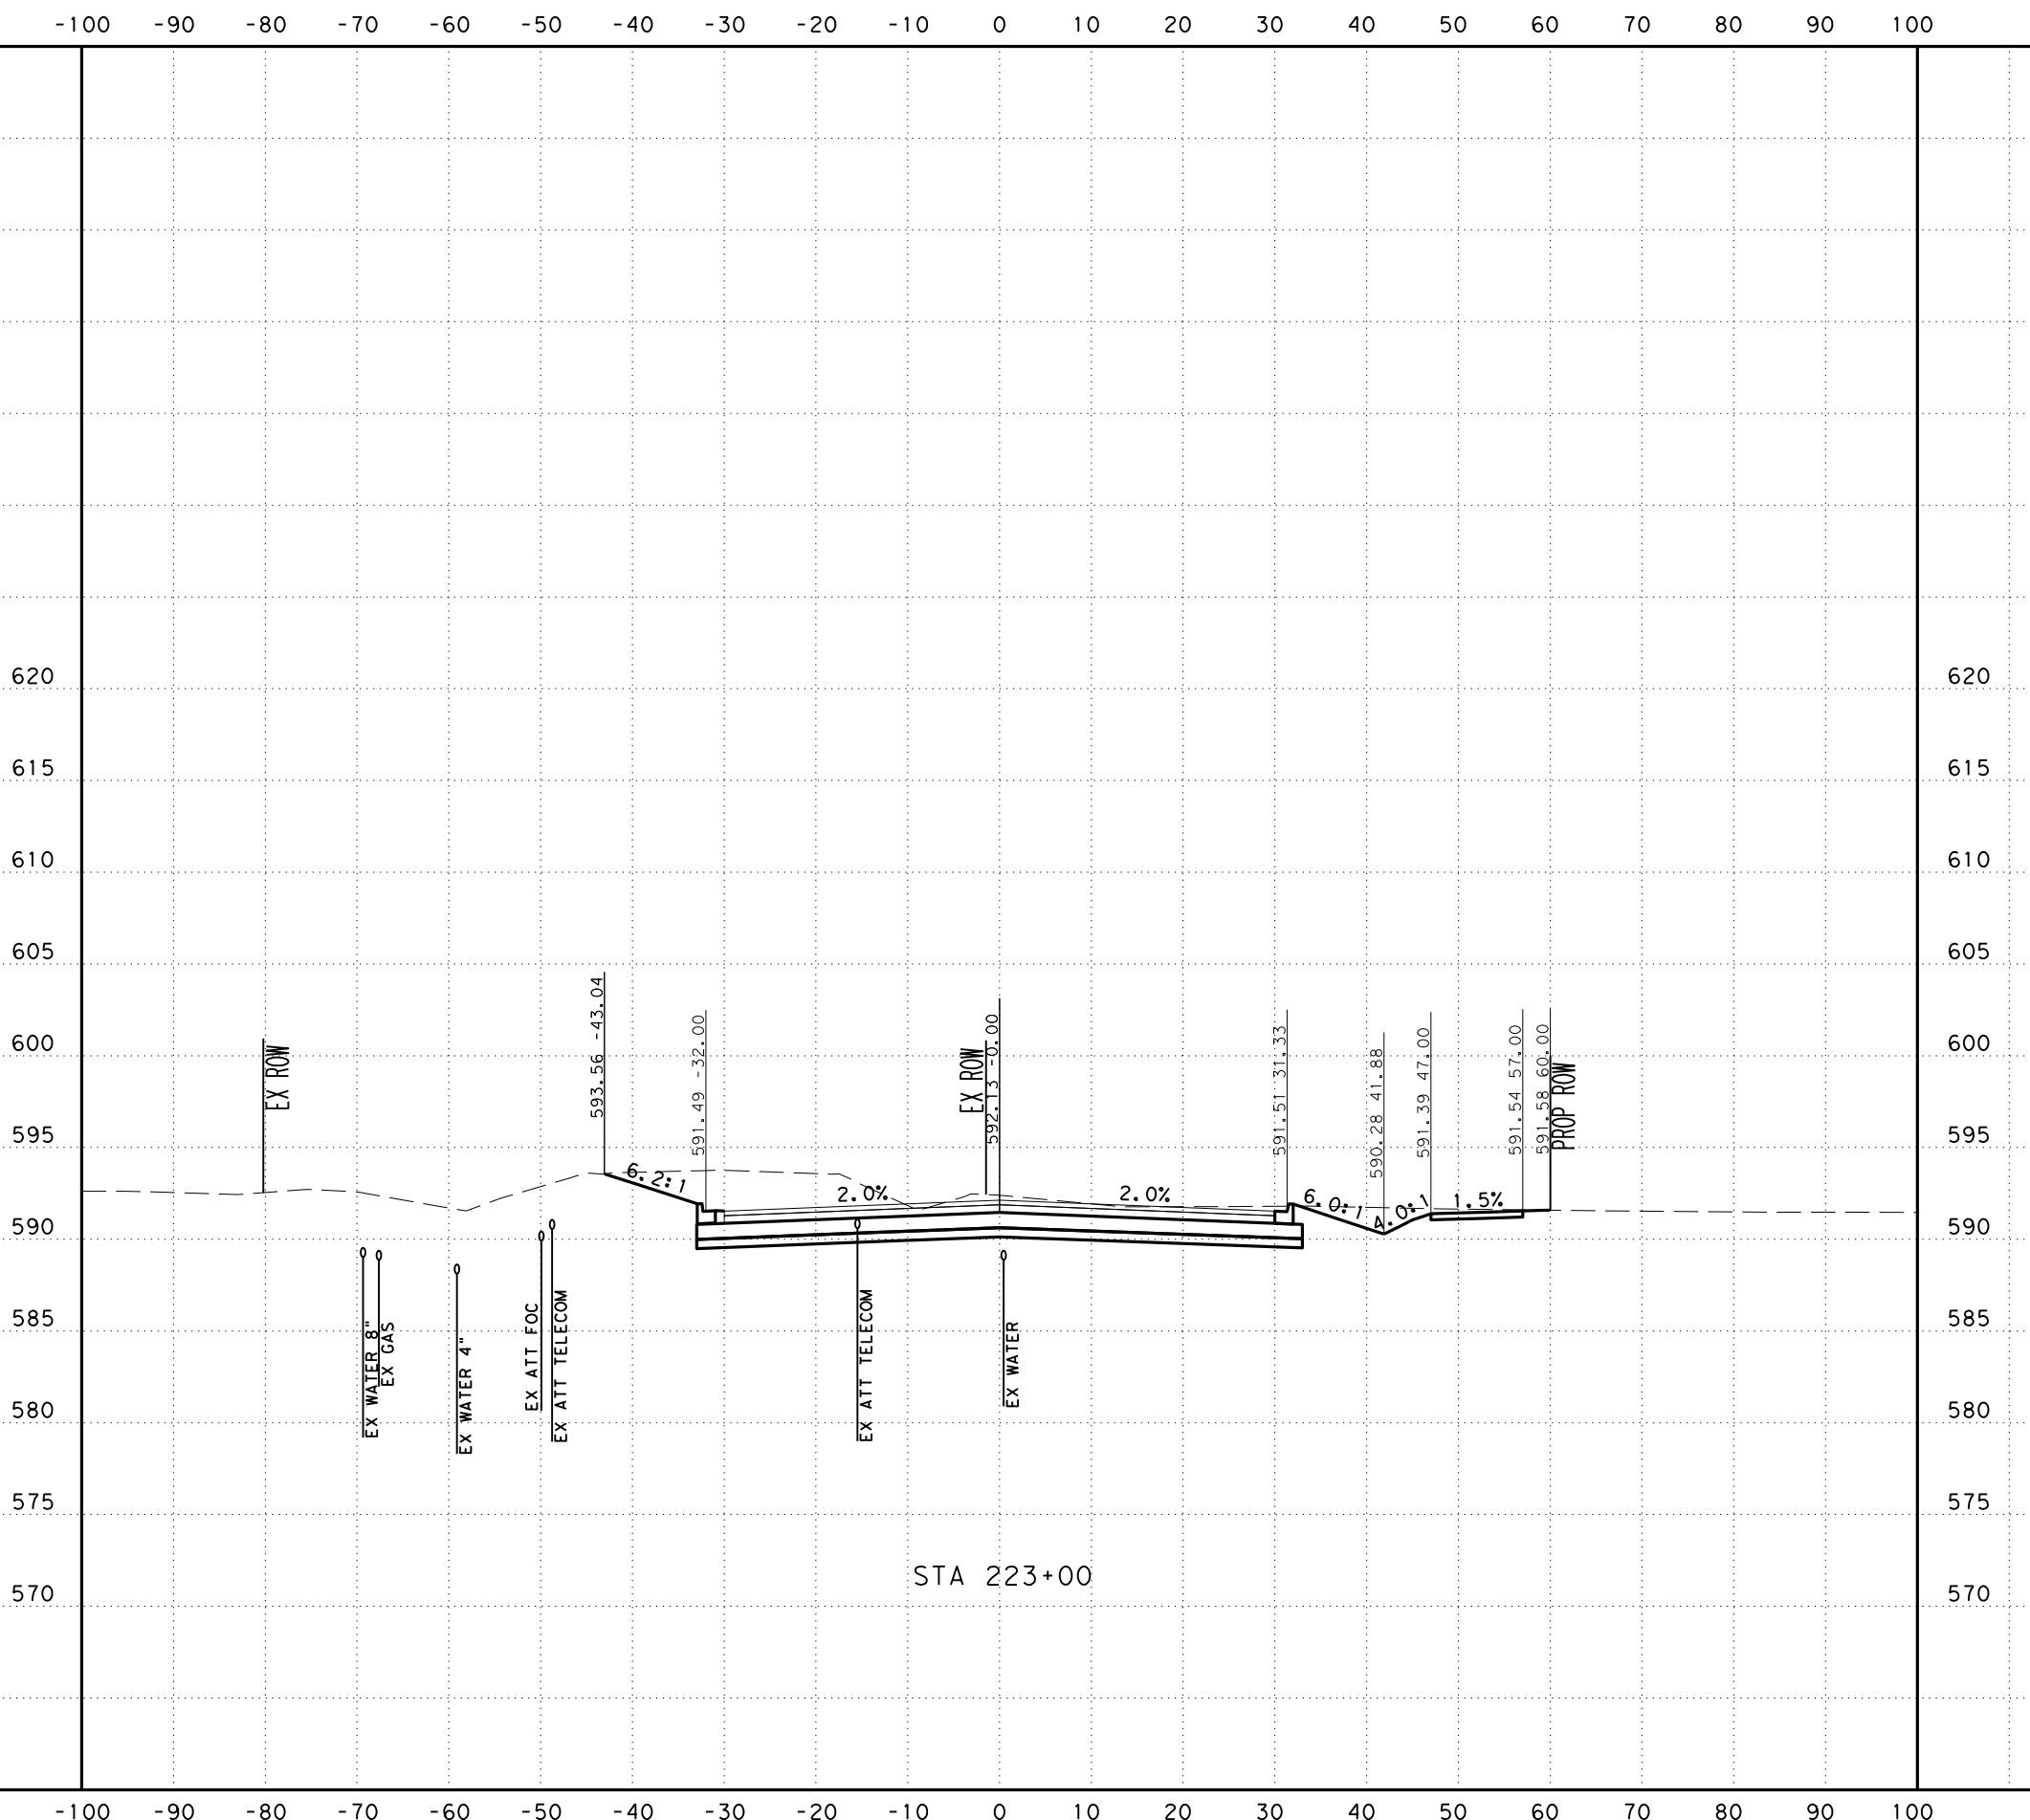 -100 -90 -80 -70 -60 -50 -40 -30 -20 -10 0 10 20 30 40 50 60 70 80 90 100
620 620
615 615
610 610
605 605
600 600
595 595
590 590
585 585
580 580
575 575
570 570
EX ROW
593.56 -43.04
591.49 -32.00
EX ROW
592.13 -0.00
591.51 31.33
590.28 41.88
591.39 47.00
591.54 57.00
591.58 60.00
PROP ROW
6.2:1
2.0%
2.0%
6.0:1
4.0:1
1.5%
EX WATER 8"
EX GAS
EX WATER 4"
EX ATT FOC
EX ATT TELECOM
EX ATT TELECOM
EX WATER
STA 223+00
-100 -90 -80 -70 -60 -50 -40 -30 -20 -10 0 10 20 30 40 50 60 70 80 90 100